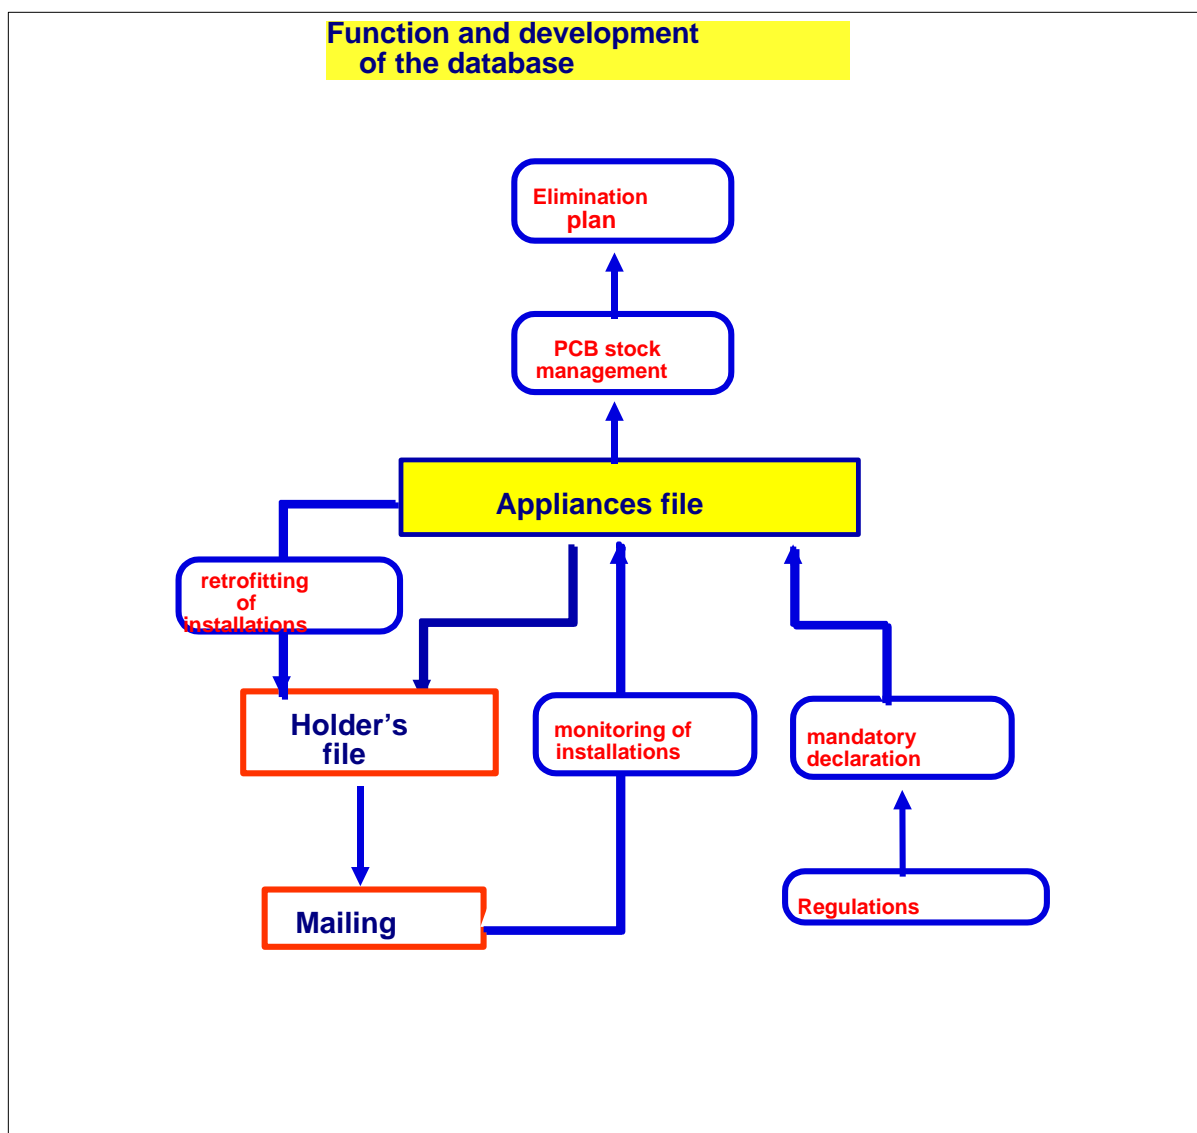 Function and development
of the database
Elimination
plan
PCB stock
management
Appliances file
retrofitting
of
installations
Holder’s
file
monitoring of
installations
mandatory
declaration
Mailing
Regulations